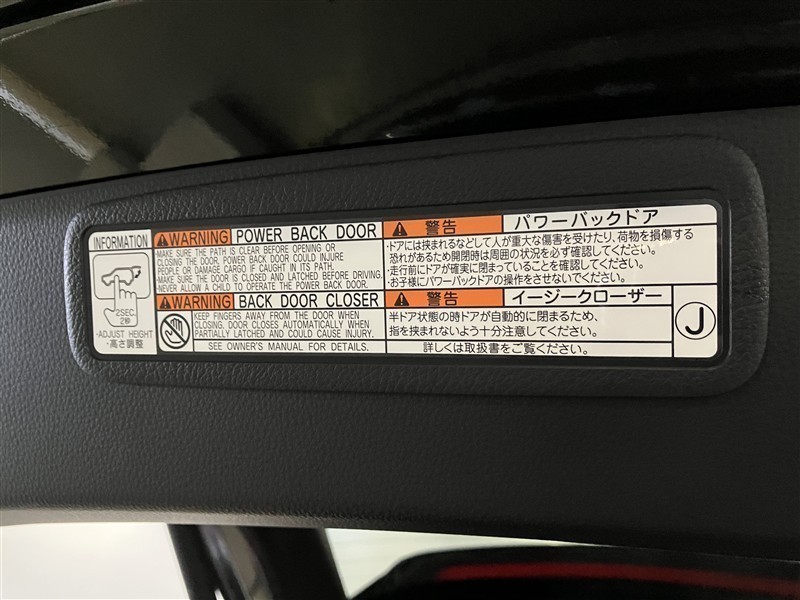 INFORMATION
2SEC.
2秒
・ADJUST HEIGHT
・高さ調整
WARNING POWER BACK DOOR
・MAKE SURE THE PATH IS CLEAR BEFORE OPENING OR
CLOSING THE DOOR. POWER BACK DOOR COULD INJURE
PEOPLE OR DAMAGE CARGO IF CAUGHT IN ITS PATH.
・MAKE SURE THE DOOR IS CLOSED AND LATCHED BEFORE DRIVING.
・NEVER ALLOW A CHILD TO OPERATE THE POWER BACK DOOR.
WARNING BACK DOOR CLOSER
KEEP FINGERS AWAY FROM THE DOOR WHEN
CLOSING. DOOR CLOSES AUTOMATICALLY WHEN
PARTIALLY LATCHED AND COULD CAUSE INJURY.
SEE OWNER'S MANUAL FOR DETAILS.
警告 パワーバックドア
・ドアには挟まれるなどして人が重大な傷害を受けたり、荷物を損傷する
恐れがあるため開閉時は周囲の状況を必ず確認してください。
・走行前にドアが確実に閉まっていることを確認してください。
・お子様にパワーバックドアの操作をさせないでください。
警告 イージークローザー
半ドア状態の時ドアが自動的に閉まるため、
指を挟まれないよう十分注意してください。
詳しくは取扱書をご覧ください。
J